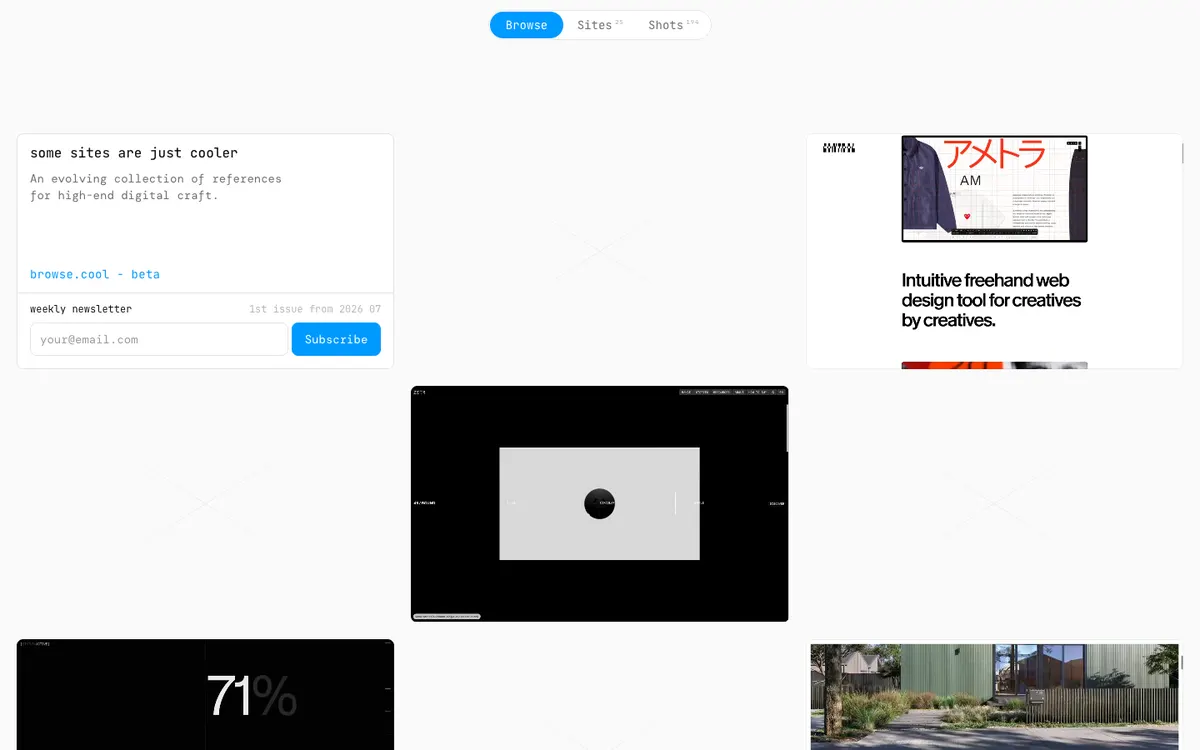 Browse
Sites 25
Shots 196
some sites are just cooler
An evolving collection of references
for high-end digital craft.
browse.cool - beta
weekly newsletter
1st issue from 2026 07
your@email.com
Subscribe
アメトラ
AM
Intuitive freehand web
design tool for creatives
by creatives.
71%